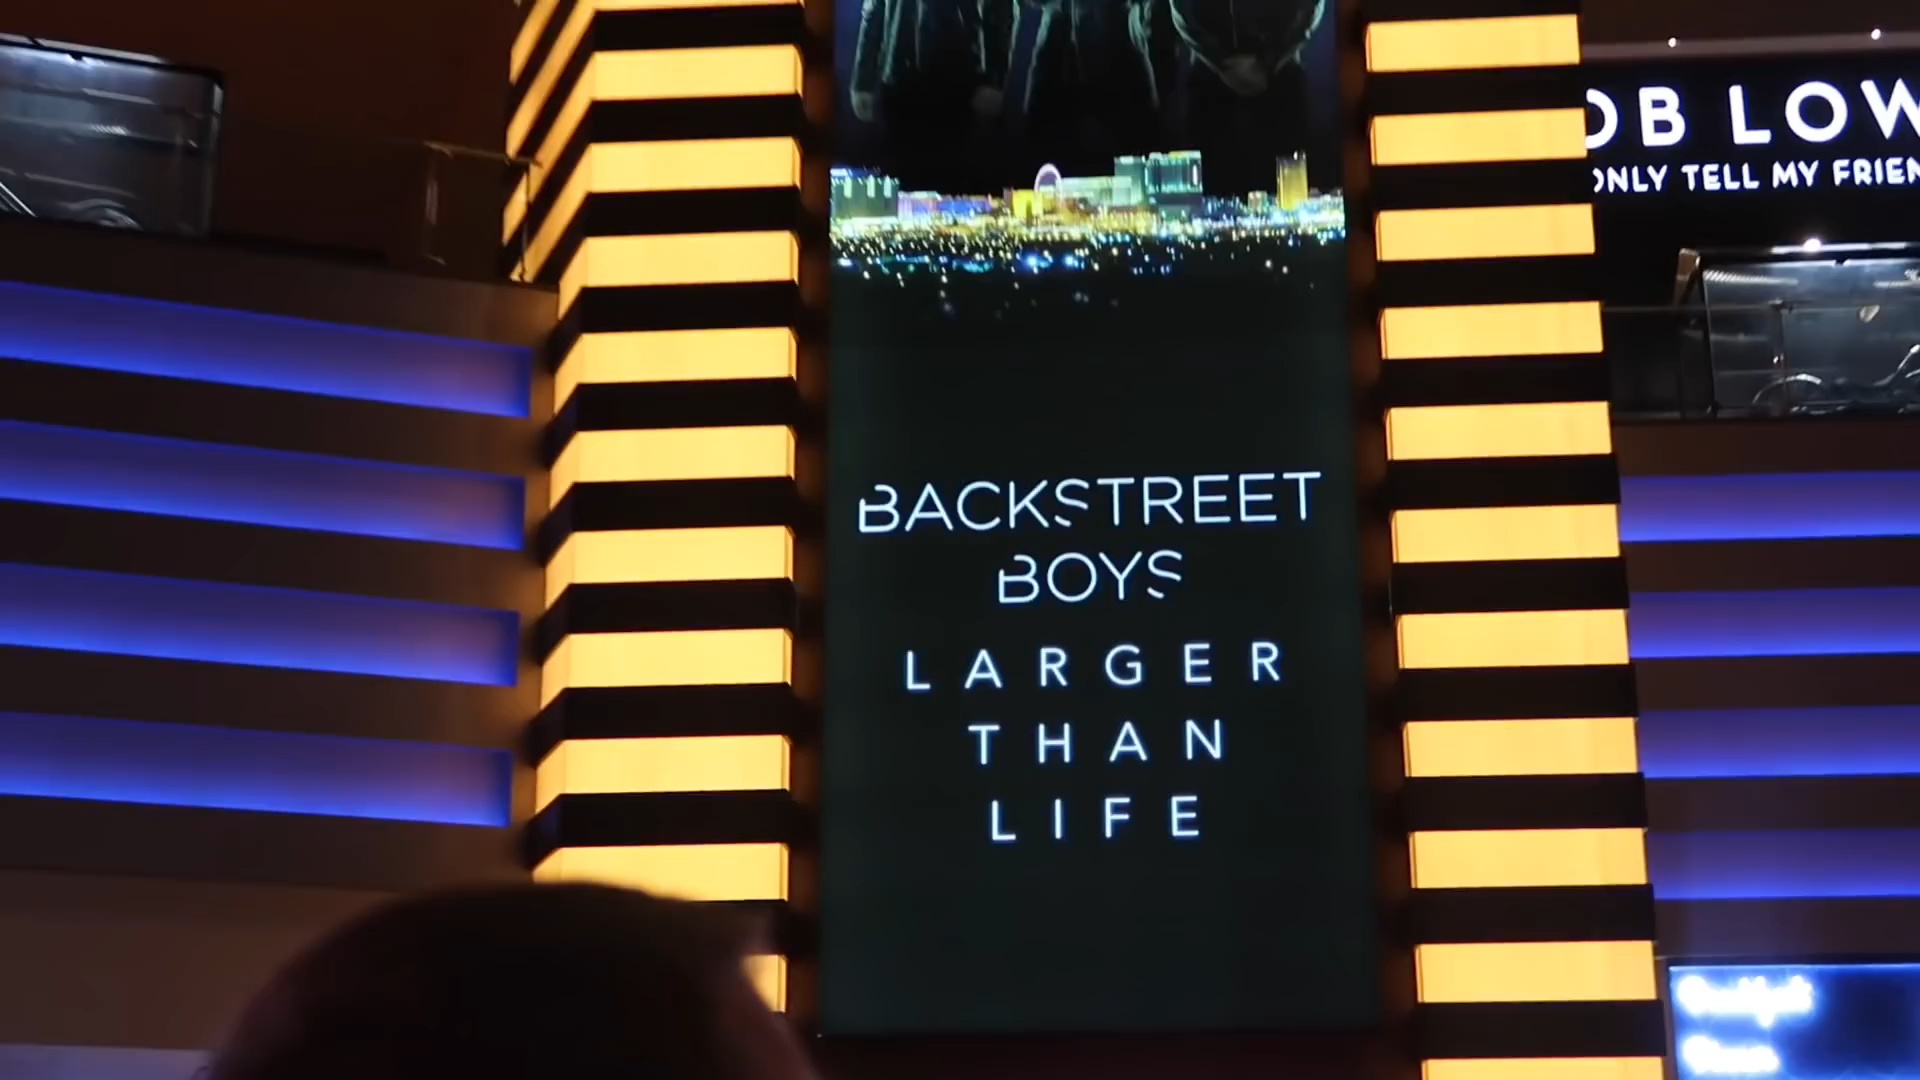 BACKSTREET
BOYS
LARGER
THAN
LIFE
OB LOW
ONLY TELL MY FRIEN